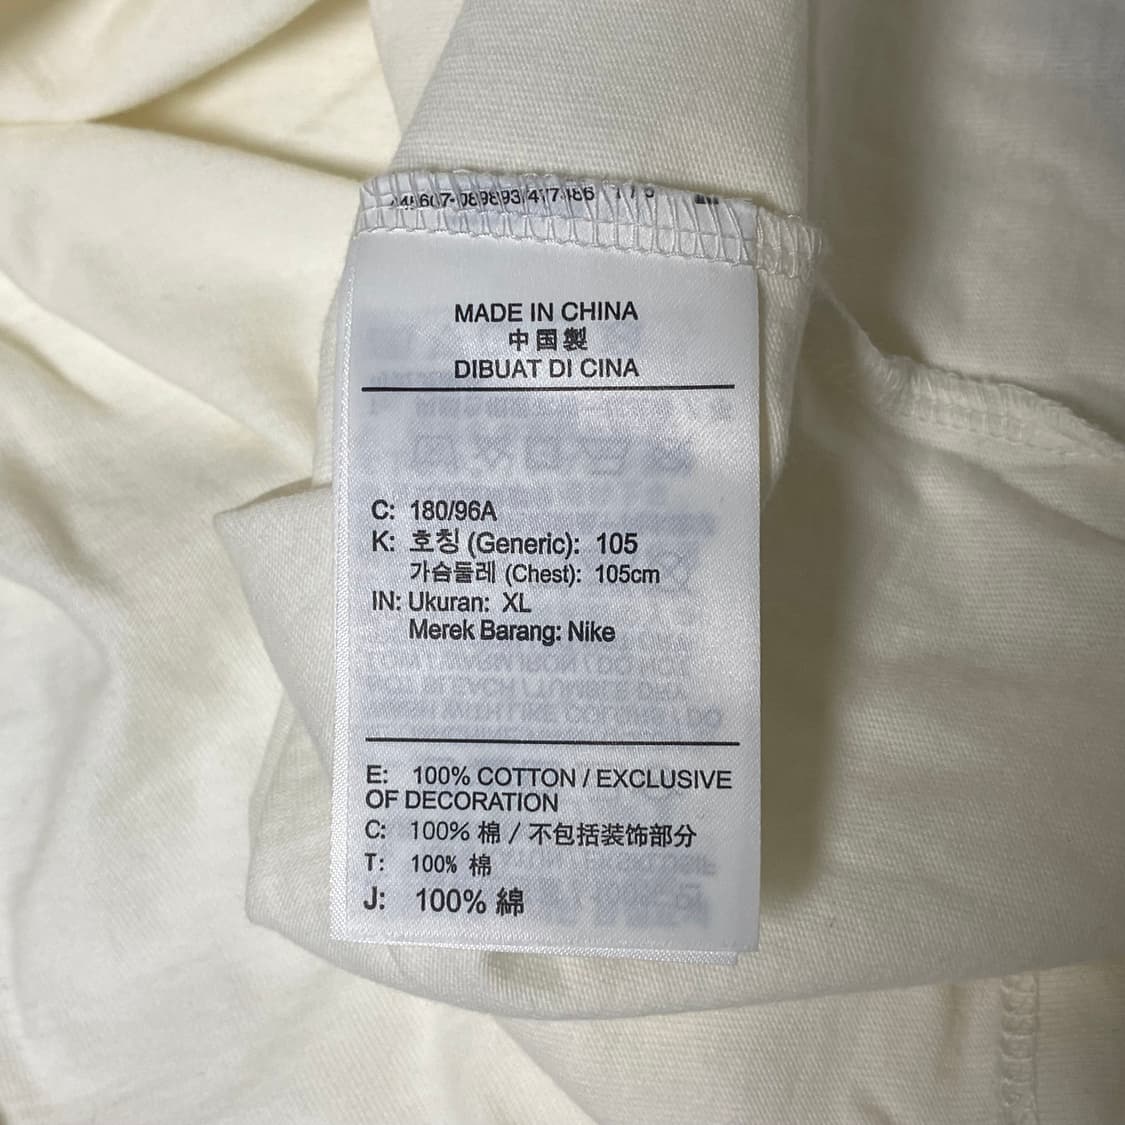 MADE IN CHINA
中国製
DIBUAT DI CINA
C: 180/96A
K: 호칭 (Generic): 105
가슴둘레 (Chest): 105cm
IN: Ukuran: XL
Merek Barang: Nike
E: 100% COTTON / EXCLUSIVE
OF DECORATION
C: 100% 棉 / 不包括装饰部分
T: 100% 棉
J: 100% 綿